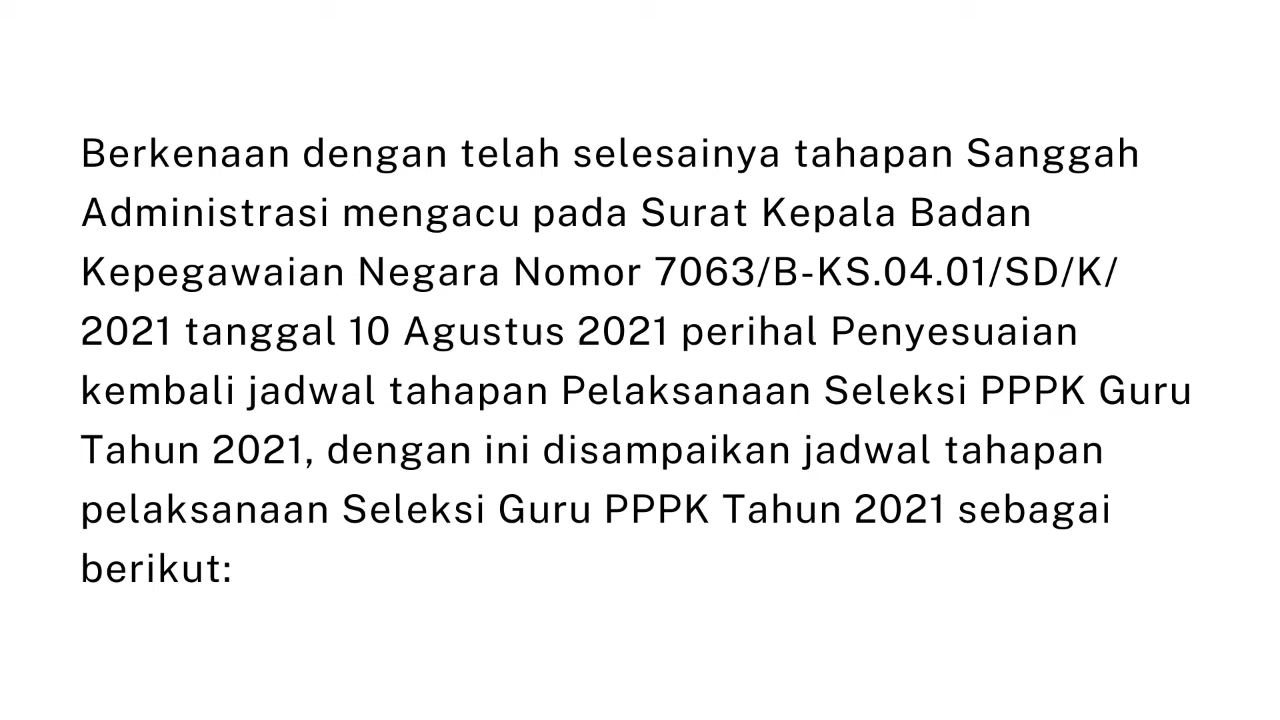 Berkenaan dengan telah selesainya tahapan Sanggah
Administrasi mengacu pada Surat Kepala Badan
Kepegawaian Negara Nomor 7063/B-KS.04.01/SD/K/
2021 tanggal 10 Agustus 2021 perihal Penyesuaian
kembali jadwal tahapan Pelaksanaan Seleksi PPPK Guru
Tahun 2021, dengan ini disampaikan jadwal tahapan
pelaksanaan Seleksi Guru PPPK Tahun 2021 sebagai
berikut: